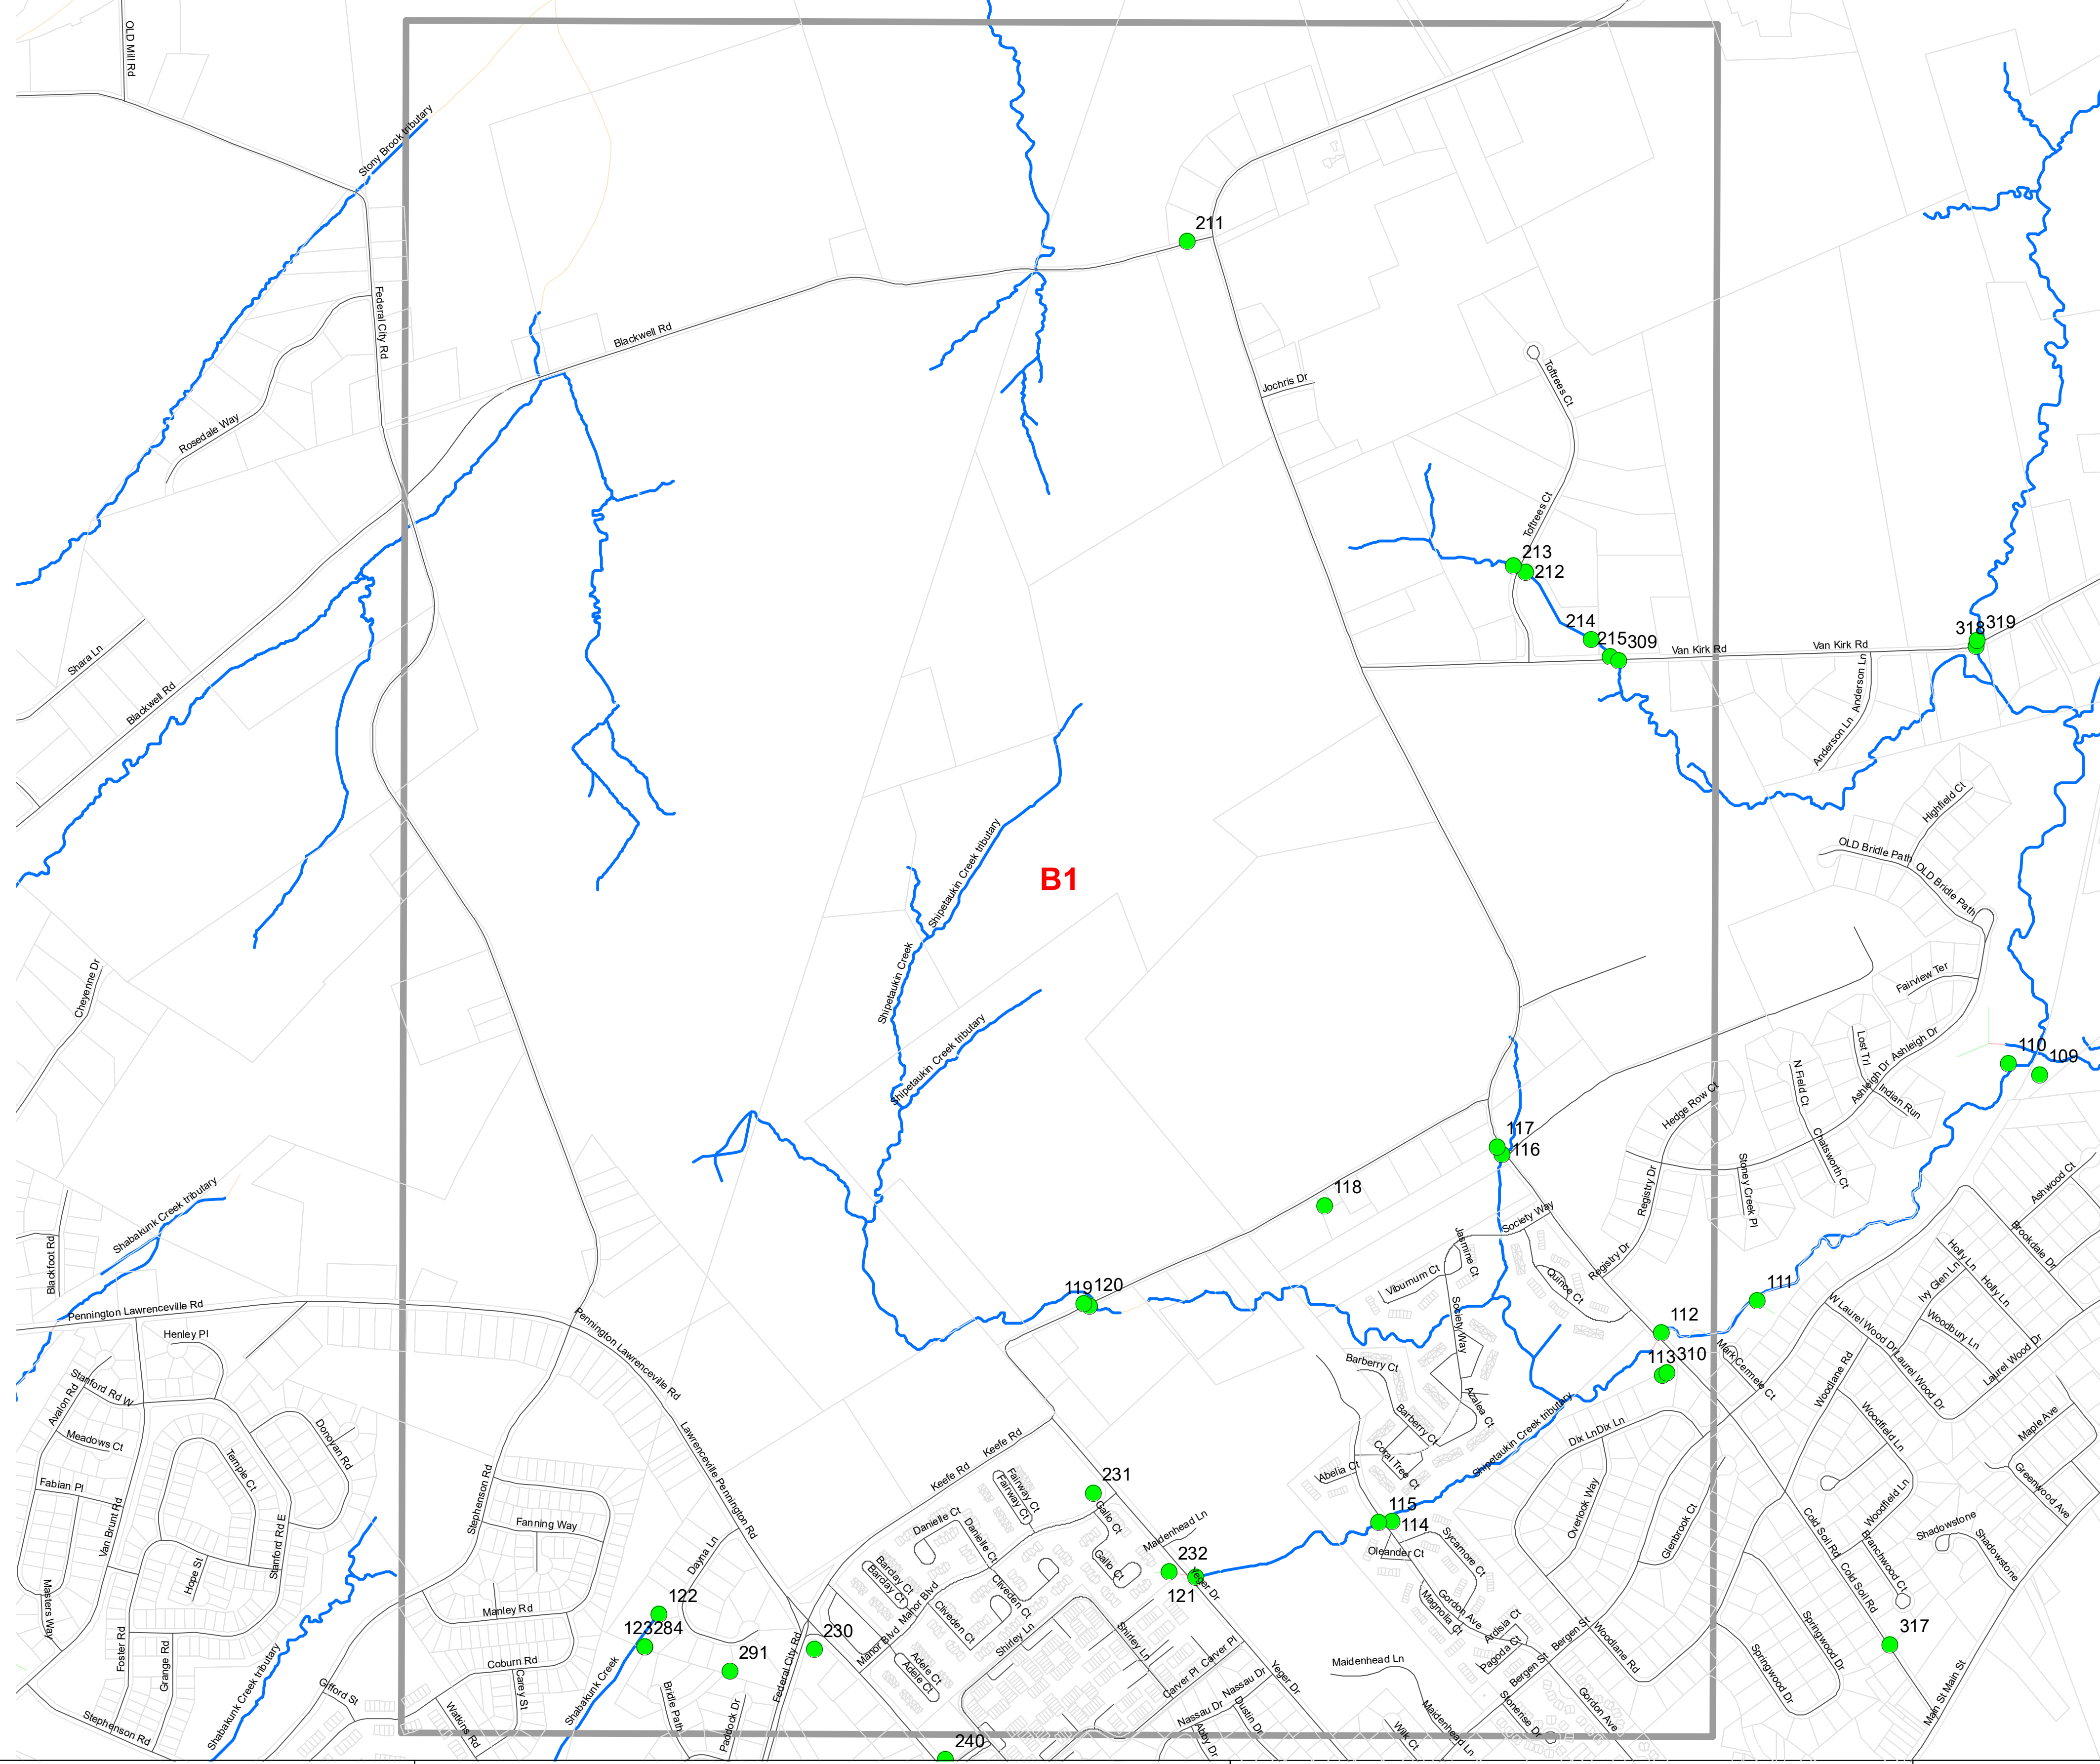 OLD Mill Rd
Stony Brook tributary
211
Federal City Rd
Blackwell Rd
Jochris Dr
Toftrees Ct
Rosedale Way
Toftrees Ct
213
212
214
215
309
318
319
Van Kirk Rd
Van Kirk Rd
Shara Ln
Blackwell Rd
Anderson Ln
Anderson Ln
Highfield Ct
OLD Bridle Path
OLD Bridle Path
Shipetaukin Creek tributary
B1
Shipetaukin Creek
Fairview Ter
Cheyenne Dr
Shipetaukin Creek tributary
Lost Trl
Ashleigh Dr
Ashleigh Dr
110
109
N Field Ct
Indian Run
Hedge Row Ct
117
116
Chatsworth Ct
Stoney Creek Pl
Registry Dr
Ashwood Ct
118
Shabakunk Creek tributary
Blackfoot Rd
Society Way
Jasmine Ct
Viburnum Ct
Quince Ct
Registry Dr
Brookdale Dr
Holly Ln
Holly Ln
Ivy Glen Ln
119
120
111
112
Pennington Lawrenceville Rd
Pennington Lawrenceville Rd
Henley Pl
Society Way
W Laurel Wood Dr
Woodbury Ln
Laurel Wood Dr
Laurel Wood Dr
113
310
Mark Cermele Ct
Barberry Ct
Barberry Ct
Azalea Ct
Woodlane Rd
Stanford Rd W
Avalon Rd
Meadows Ct
Donovan Rd
Temple Ct
Fabian Pl
Lawrenceville Pennington Rd
Keefe Rd
Keefe Rd
Coral Tree Ct
Abelia Ct
Shipetaukin Creek tributary
Dix Ln
Dix Ln
Woodfield Ln
Maple Ave
Greenwood Ave
231
Fairway Ct
Fairway Ct
Gallo Ct
Gallo Ct
Stephenson Rd
Fanning Way
Van Brunt Rd
Stanford Rd E
Hope St
Danielle Ct
Danielle Ct
Maidenhead Ln
115
114
Oleander Ct
Sycamore Ct
Overlook Way
Glenbrook Ct
Cold Soil Rd
Cold Soil Rd
Woodfield Ln
Branchwood Ct
Shadowstone
Shadowstone
Dayna Ln
Barclay Ct
Barclay Ct
232
121
Yeger Dr
Masters Way
Manley Rd
122
123
284
Manor Blvd
Manor Blvd
Cliveden Ct
Cliveden Ct
Magnolia Ct
Gordon Ave
Ardisia Ct
Pagoda Ct
Foster Rd
Grange Rd
Shabakunk Creek tributary
Coburn Rd
Carey St
291
230
Federal City Rd
Shirley Ln
Shirley Ln
Adele Ct
Adele Ct
Carver Pl
Carver Pl
Yeger Dr
Maidenhead Ln
Bergen St
Bergen St
Woodlane Rd
Springwood Dr
Springwood Dr
317
Gifford St
Stephenson Rd
Watkins Rd
Shabakunk Creek
Bridle Path
Paddock Dr
Nassau Dr
Nassau Dr
Dustin Dr
Abby Dr
Wilk Ct
Maidenhead Ln
Stonerise Dr
Gordon Ave
Main St
Main St
240